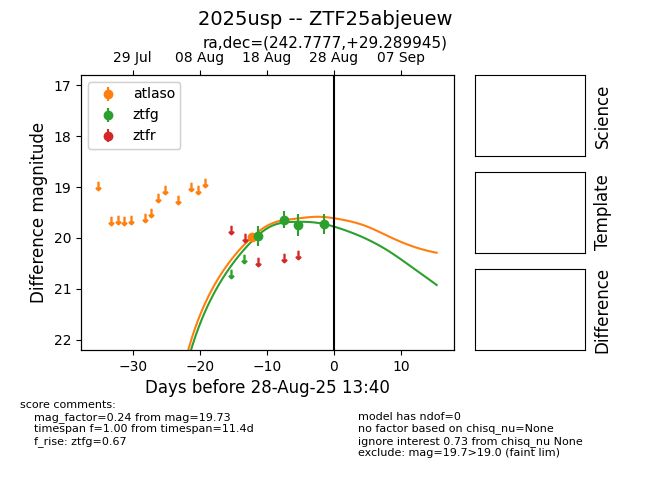 2025usp -- ZTF25abjeuew
ra,dec=(242.7777,+29.289945)
29 Jul 08 Aug 18 Aug 28 Aug 07 Sep
atlaso
ztfg
ztfr
17
18
19
20
21
22
Difference magnitude
−30 −20 −10 0 10
Days before 28-Aug-25 13:40
Science
Template
Difference
score comments:
mag_factor=0.24 from mag=19.73
timespan f=1.00 from timespan=11.4d
f_rise: ztfg=0.67
model has ndof=0
no factor based on chisq_nu=None
ignore interest 0.73 from chisq_nu None
exclude: mag=19.7>19.0 (faint lim)